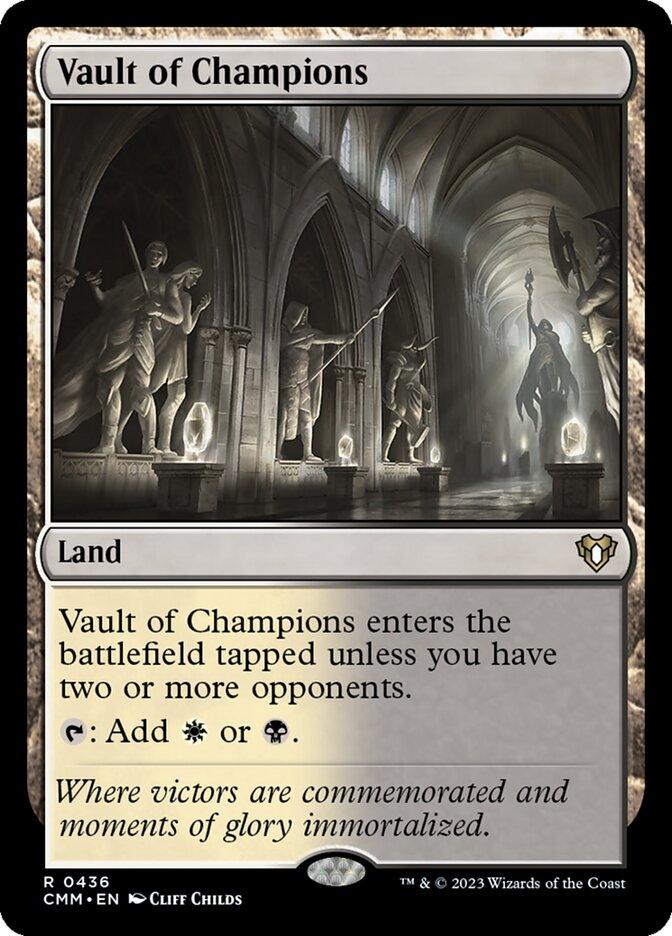 Vault of Champions
Land
Vault of Champions enters the
battlefield tapped unless you have
two or more opponents.
: Add or .
Where victors are commemorated and
moments of glory immortalized.
R 0436
CMM • EN Cliff Childs
™ & © 2023 Wizards of the Coast